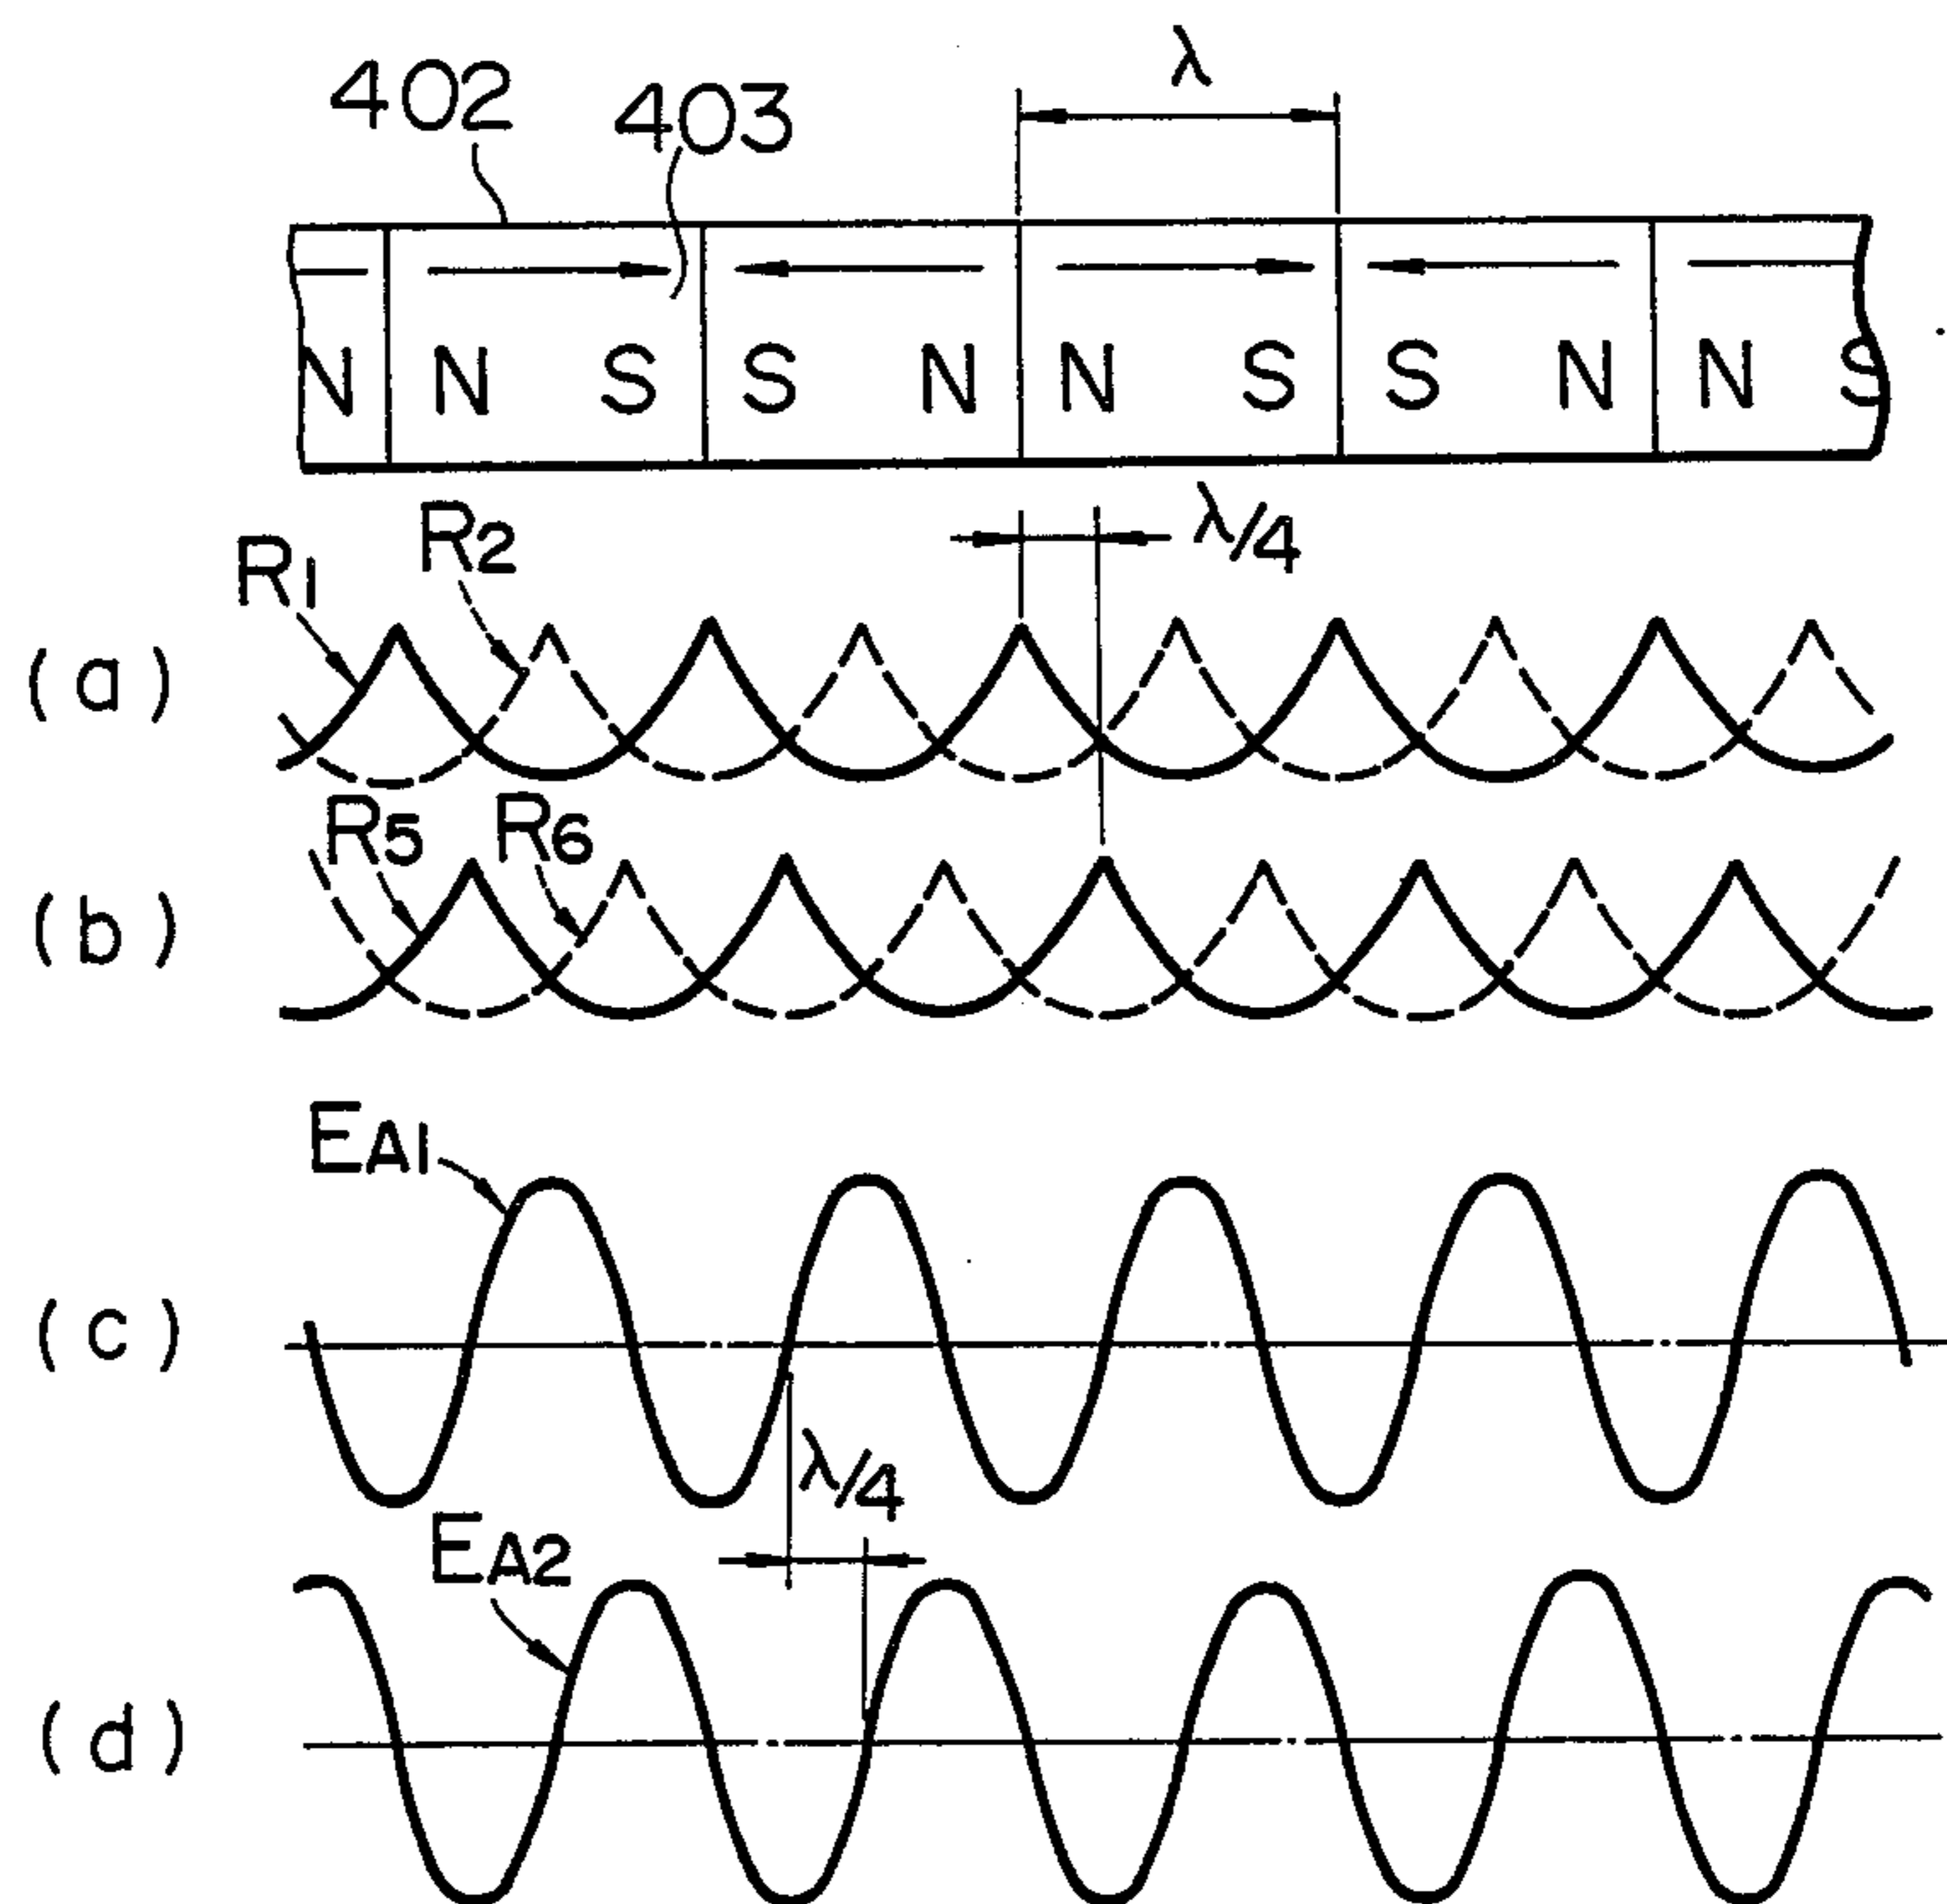 λ
402
403
N N S S N N S S N N S
λ/4
R1
R2
(a)
R5
R6
(b)
EA1
(c)
λ/4
EA2
(d)